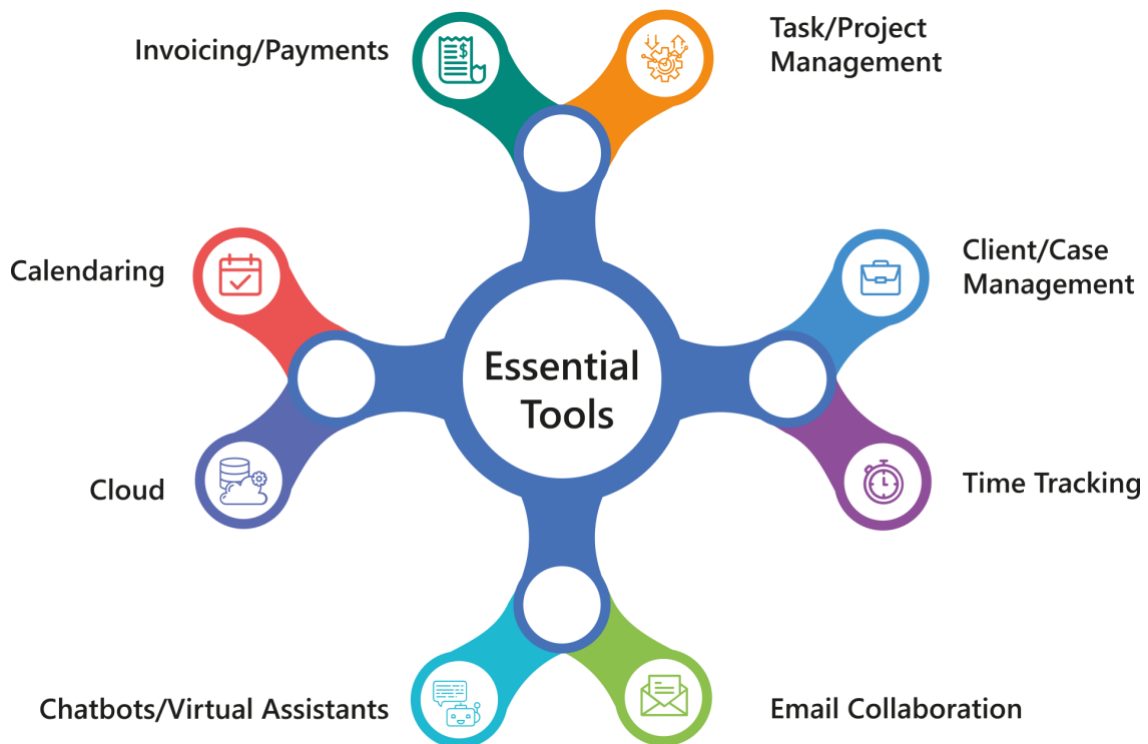 Invoicing/Payments
Task/Project
Management
Calendaring
Client/Case
Management
Essential
Tools
Cloud
Time Tracking
Chatbots/Virtual Assistants
Email Collaboration
$